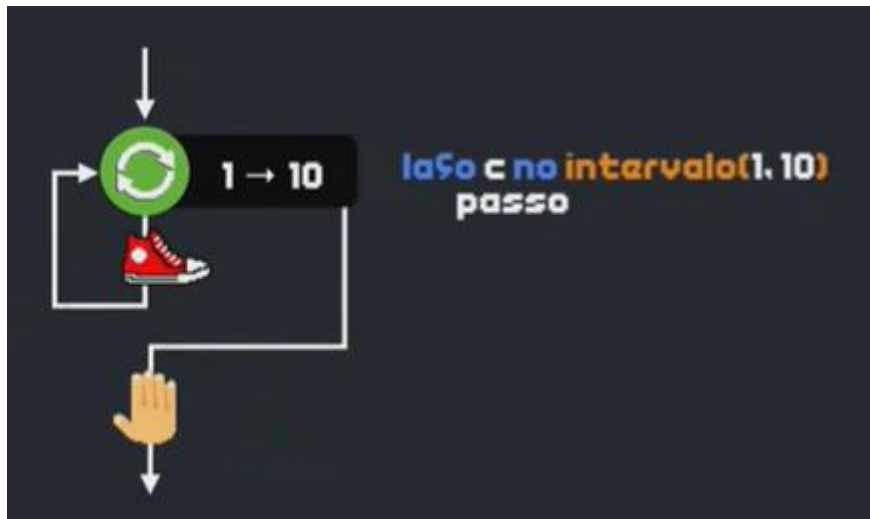 1 → 10
laço c no intervalo(1, 10)
passo